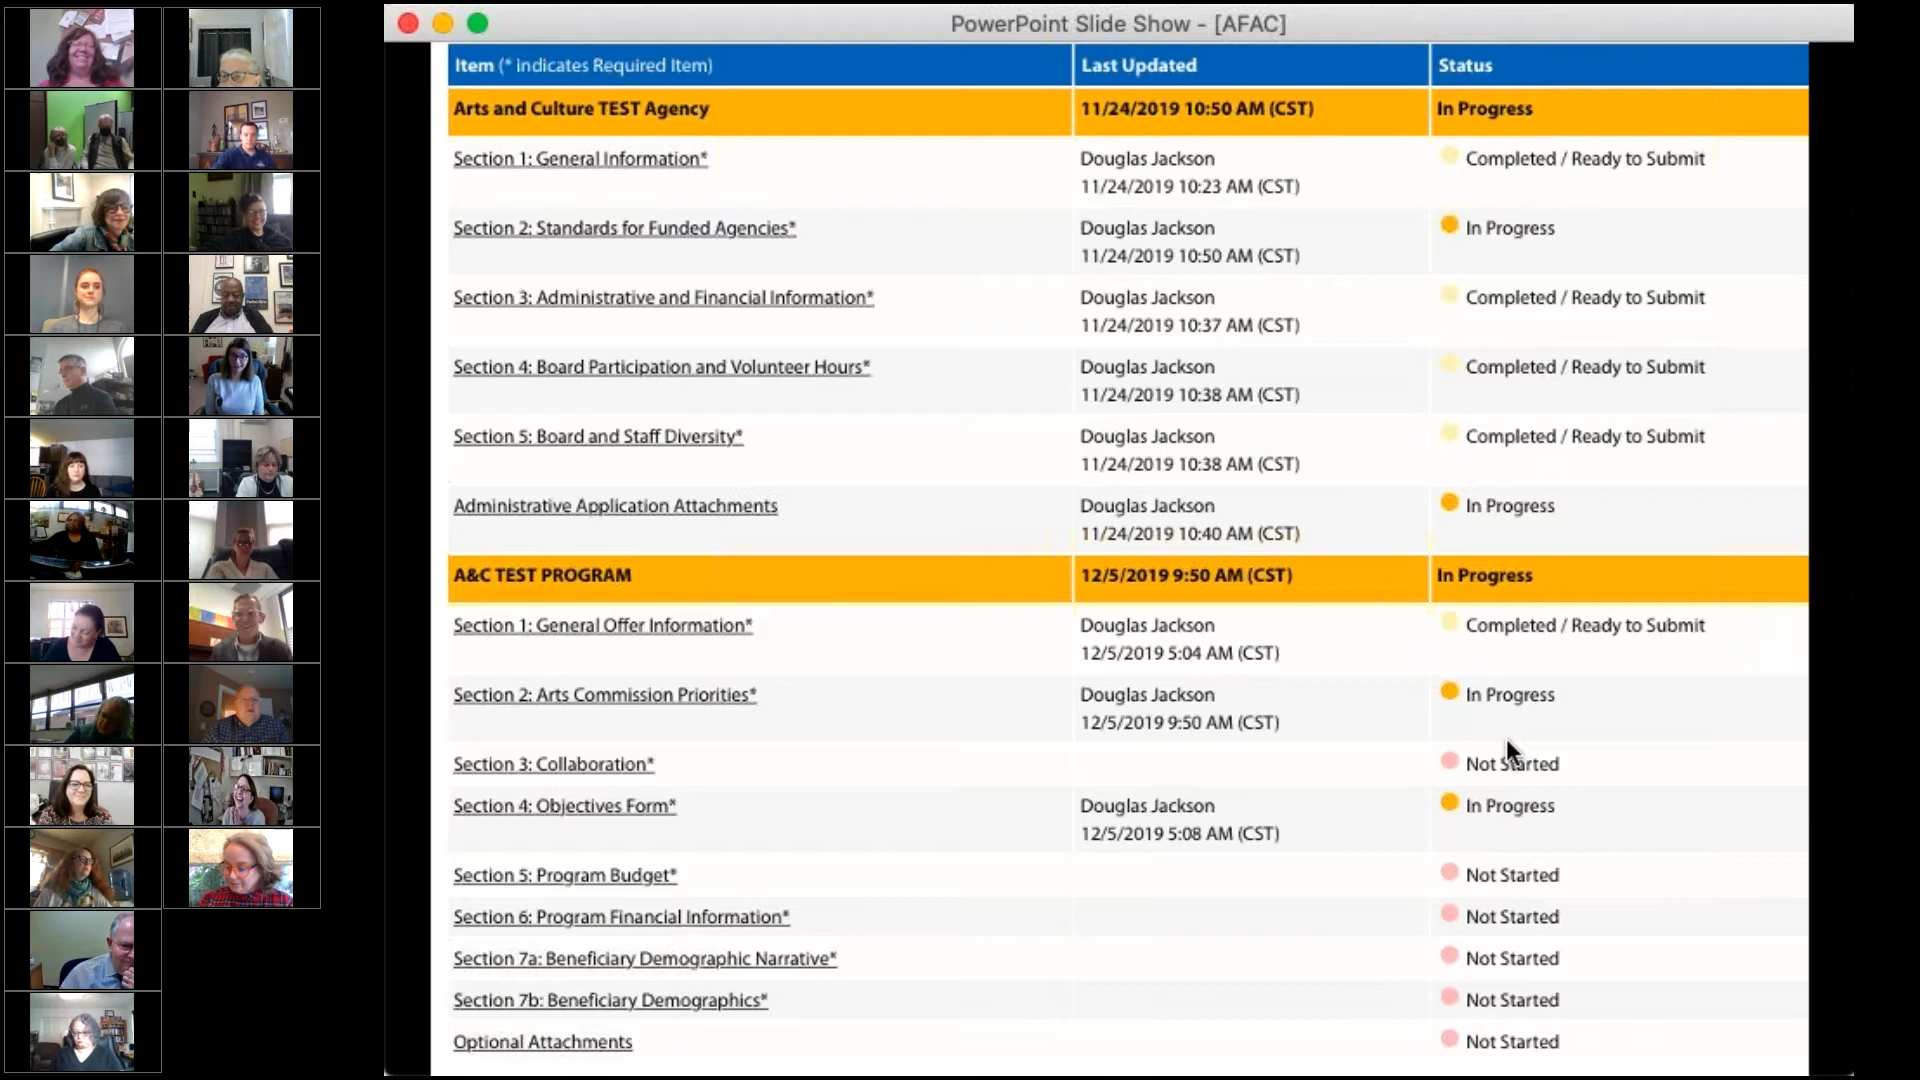 PowerPoint Slide Show - [AFAC]
Item (* indicates Required Item) Last Updated Status
Arts and Culture TEST Agency 11/24/2019 10:50 AM (CST) In Progress
Section 1: General Information* Douglas Jackson Completed / Ready to Submit
11/24/2019 10:23 AM (CST)
Section 2: Standards for Funded Agencies* Douglas Jackson In Progress
11/24/2019 10:50 AM (CST)
Section 3: Administrative and Financial Information* Douglas Jackson Completed / Ready to Submit
11/24/2019 10:37 AM (CST)
Section 4: Board Participation and Volunteer Hours* Douglas Jackson Completed / Ready to Submit
11/24/2019 10:38 AM (CST)
Section 5: Board and Staff Diversity* Douglas Jackson Completed / Ready to Submit
11/24/2019 10:38 AM (CST)
Administrative Application Attachments Douglas Jackson In Progress
11/24/2019 10:40 AM (CST)
A&C TEST PROGRAM 12/5/2019 9:50 AM (CST) In Progress
Section 1: General Offer Information* Douglas Jackson Completed / Ready to Submit
12/5/2019 5:04 AM (CST)
Section 2: Arts Commission Priorities* Douglas Jackson In Progress
12/5/2019 9:50 AM (CST)
Section 3: Collaboration* Not Started
Section 4: Objectives Form* Douglas Jackson In Progress
12/5/2019 5:08 AM (CST)
Section 5: Program Budget* Not Started
Section 6: Program Financial Information* Not Started
Section 7a: Beneficiary Demographic Narrative* Not Started
Section 7b: Beneficiary Demographics* Not Started
Optional Attachments Not Started